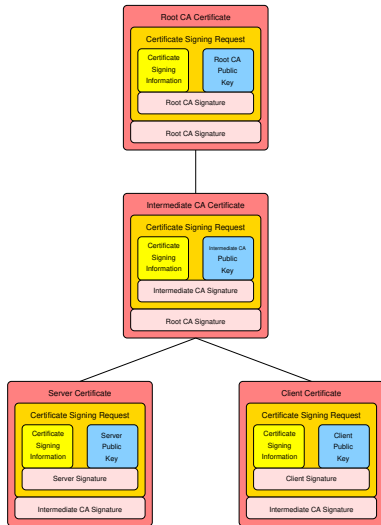 Root CA Certificate
Certificate Signing Request
Certificate
Signing
Information
Root CA
Public
Key
Root CA Signature
Root CA Signature
Intermediate CA Certificate
Certificate Signing Request
Certificate
Signing
Information
Intermediate CA
Public
Key
Intermediate CA Signature
Root CA Signature
Server Certificate
Certificate Signing Request
Certificate
Signing
Information
Server
Public
Key
Server Signature
Intermediate CA Signature
Client Certificate
Certificate Signing Request
Certificate
Signing
Information
Client
Public
Key
Client Signature
Intermediate CA Signature